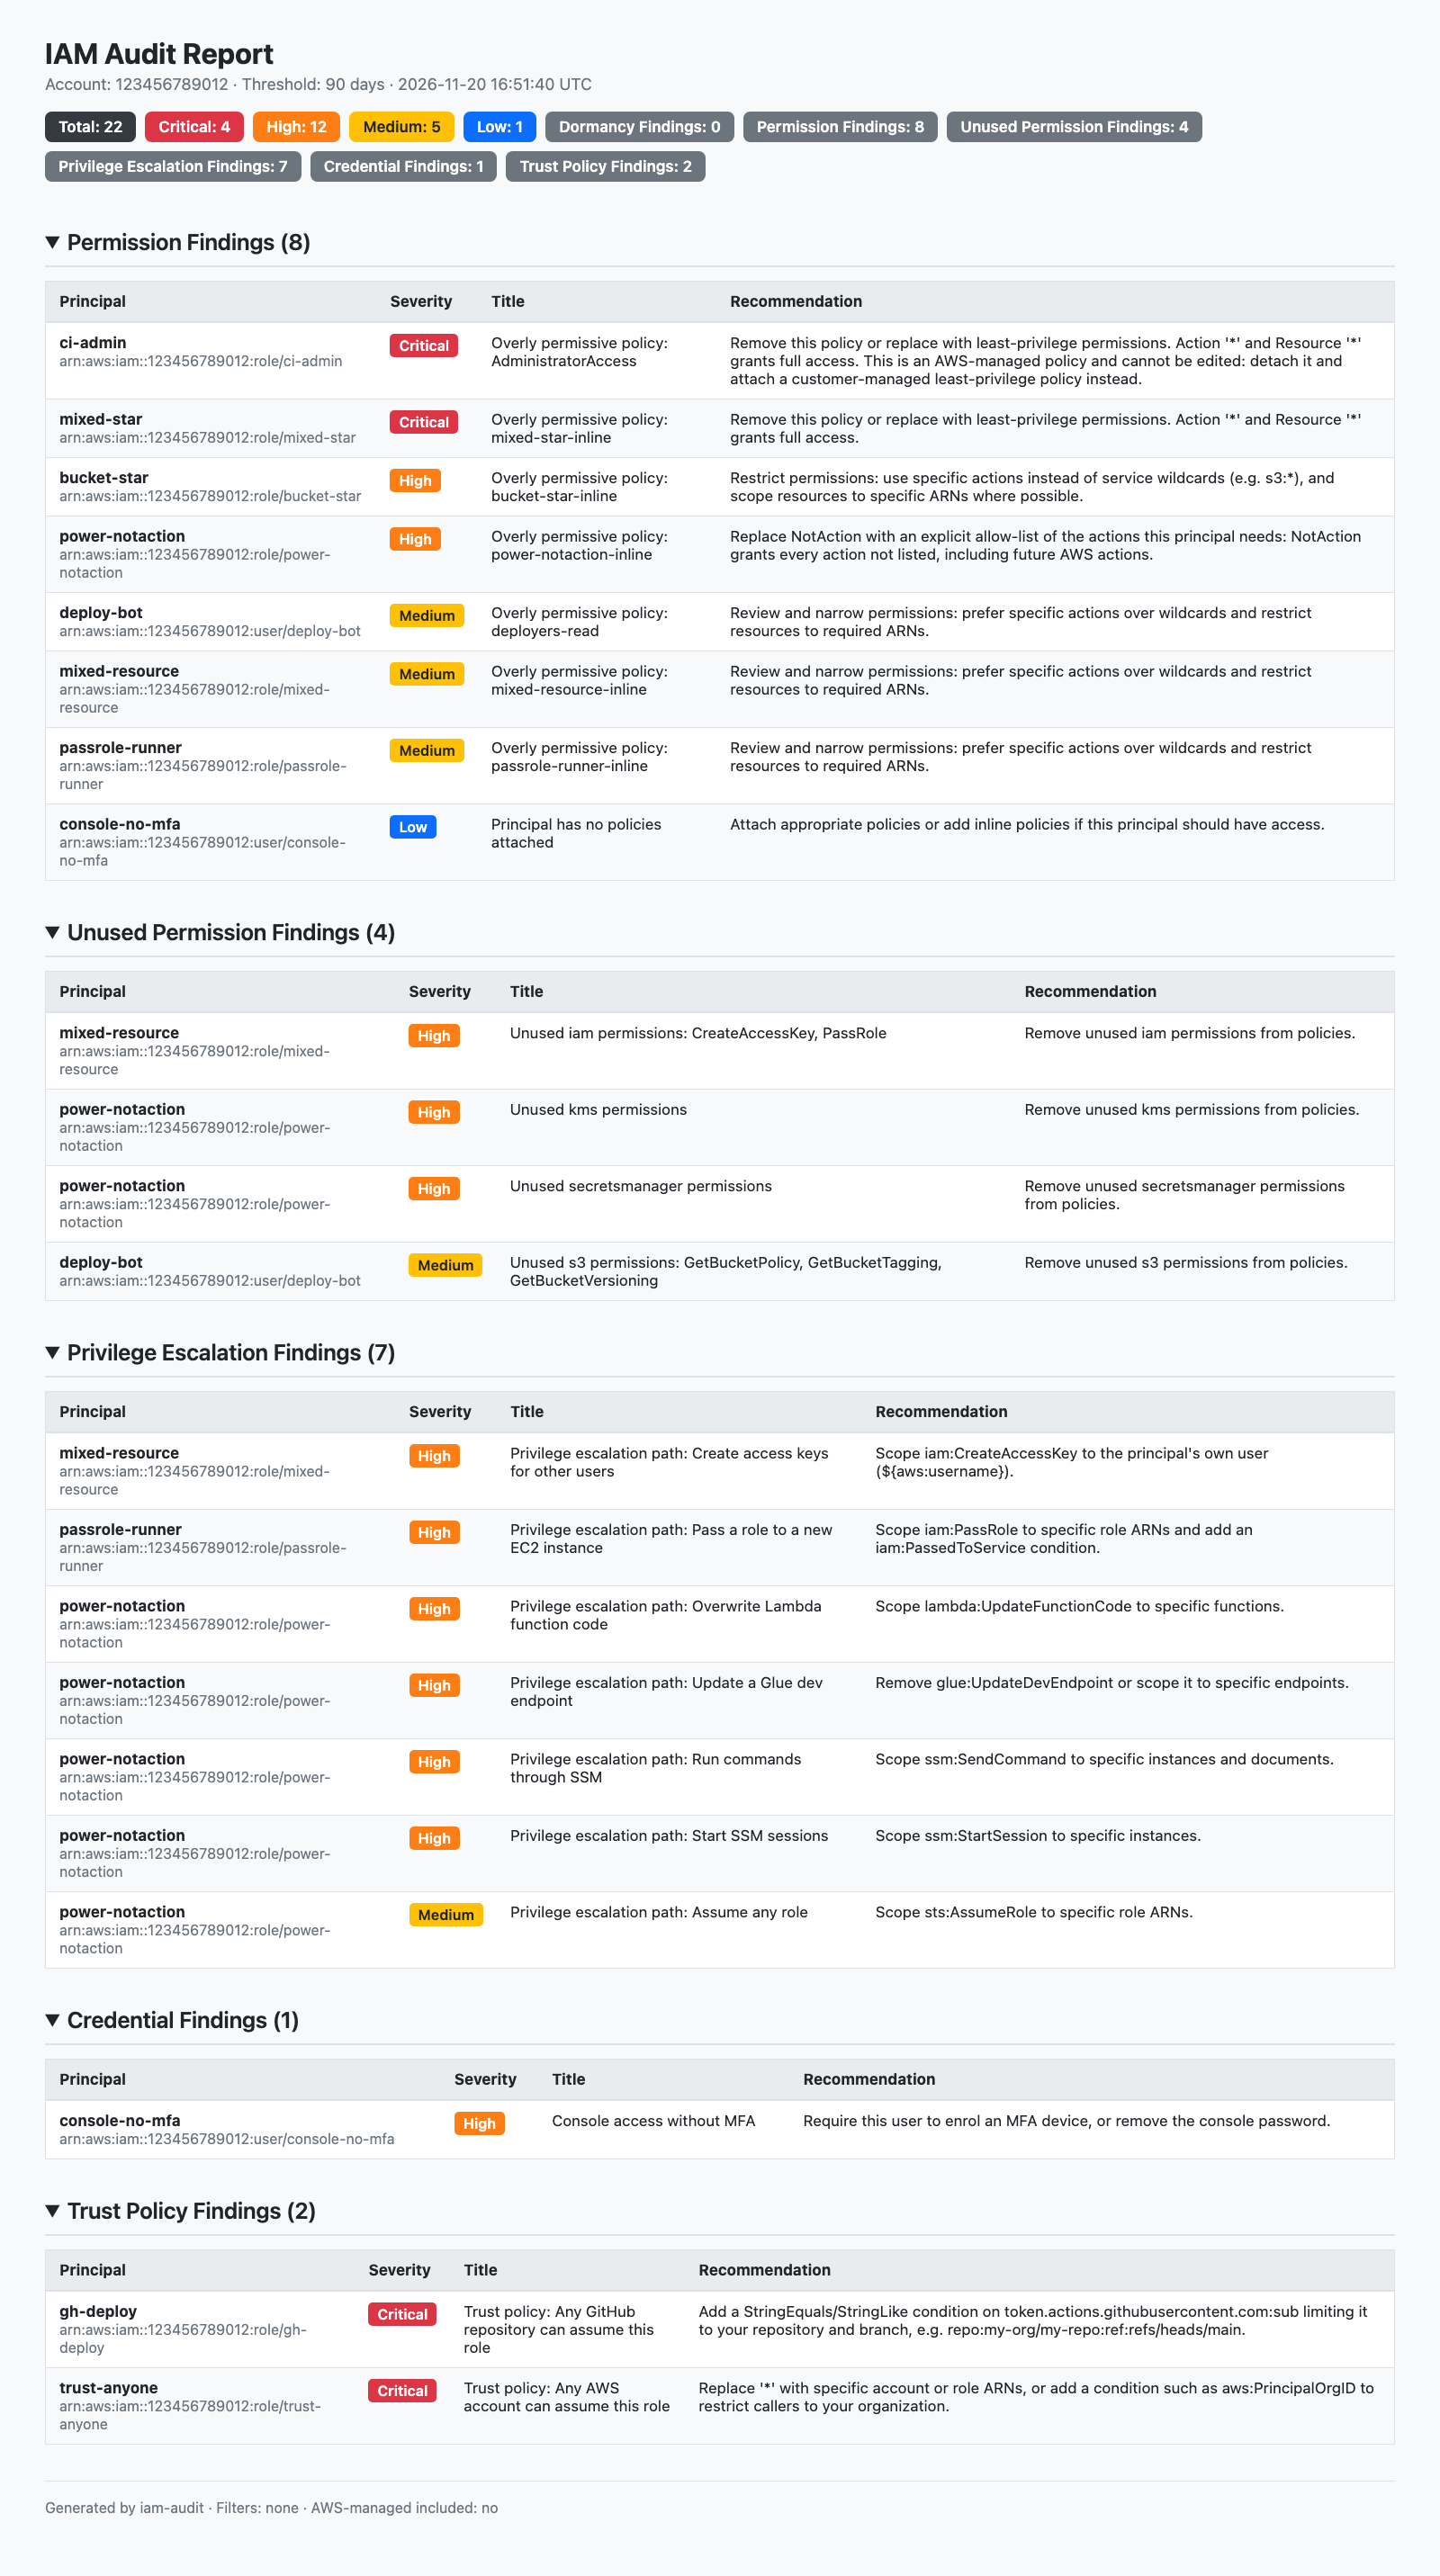 IAM Audit Report
Account: 123456789012 · Threshold: 90 days · 2026-11-20 16:51:40 UTC
Total: 22 Critical: 4 High: 12 Medium: 5 Low: 1 Dormancy Findings: 0 Permission Findings: 8 Unused Permission Findings: 4
Privilege Escalation Findings: 7 Credential Findings: 1 Trust Policy Findings: 2
▼ Permission Findings (8)
Principal Severity Title Recommendation
ci-admin
arn:aws:iam::123456789012:role/ci-admin
Critical
Overly permissive policy:
AdministratorAccess
Remove this policy or replace with least-privilege permissions. Action '*' and Resource '*'
grants full access. This is an AWS-managed policy and cannot be edited: detach it and
attach a customer-managed least-privilege policy instead.
mixed-star
arn:aws:iam::123456789012:role/mixed-star
Critical
Overly permissive policy:
mixed-star-inline
Remove this policy or replace with least-privilege permissions. Action '*' and Resource '*'
grants full access.
bucket-star
arn:aws:iam::123456789012:role/bucket-star
High
Overly permissive policy:
bucket-star-inline
Restrict permissions: use specific actions instead of service wildcards (e.g. s3:*), and
scope resources to specific ARNs where possible.
power-notaction
arn:aws:iam::123456789012:role/power-
notaction
High
Overly permissive policy:
power-notaction-inline
Replace NotAction with an explicit allow-list of the actions this principal needs: NotAction
grants every action not listed, including future AWS actions.
deploy-bot
arn:aws:iam::123456789012:user/deploy-bot
Medium
Overly permissive policy:
deployers-read
Review and narrow permissions: prefer specific actions over wildcards and restrict
resources to required ARNs.
mixed-resource
arn:aws:iam::123456789012:role/mixed-
resource
Medium
Overly permissive policy:
mixed-resource-inline
Review and narrow permissions: prefer specific actions over wildcards and restrict
resources to required ARNs.
passrole-runner
arn:aws:iam::123456789012:role/passrole-
runner
Medium
Overly permissive policy:
passrole-runner-inline
Review and narrow permissions: prefer specific actions over wildcards and restrict
resources to required ARNs.
console-no-mfa
arn:aws:iam::123456789012:user/console-
no-mfa
Low
Principal has no policies
attached
Attach appropriate policies or add inline policies if this principal should have access.
▼ Unused Permission Findings (4)
Principal Severity Title Recommendation
mixed-resource
arn:aws:iam::123456789012:role/mixed-
resource
High
Unused iam permissions: CreateAccessKey, PassRole
Remove unused iam permissions from policies.
power-notaction
arn:aws:iam::123456789012:role/power-
notaction
High
Unused kms permissions
Remove unused kms permissions from policies.
power-notaction
arn:aws:iam::123456789012:role/power-
notaction
High
Unused secretsmanager permissions
Remove unused secretsmanager permissions
from policies.
deploy-bot
arn:aws:iam::123456789012:user/deploy-bot
Medium
Unused s3 permissions: GetBucketPolicy, GetBucketTagging,
GetBucketVersioning
Remove unused s3 permissions from policies.
▼ Privilege Escalation Findings (7)
Principal Severity Title Recommendation
mixed-resource
arn:aws:iam::123456789012:role/mixed-
resource
High
Privilege escalation path: Create access keys
for other users
Scope iam:CreateAccessKey to the principal's own user
(${aws:username}).
passrole-runner
arn:aws:iam::123456789012:role/passrole-
runner
High
Privilege escalation path: Pass a role to a new
EC2 instance
Scope iam:PassRole to specific role ARNs and add an
iam:PassedToService condition.
power-notaction
arn:aws:iam::123456789012:role/power-
notaction
High
Privilege escalation path: Overwrite Lambda
function code
Scope lambda:UpdateFunctionCode to specific functions.
power-notaction
arn:aws:iam::123456789012:role/power-
notaction
High
Privilege escalation path: Update a Glue dev
endpoint
Remove glue:UpdateDevEndpoint or scope it to specific endpoints.
power-notaction
arn:aws:iam::123456789012:role/power-
notaction
High
Privilege escalation path: Run commands
through SSM
Scope ssm:SendCommand to specific instances and documents.
power-notaction
arn:aws:iam::123456789012:role/power-
notaction
High
Privilege escalation path: Start SSM sessions
Scope ssm:StartSession to specific instances.
power-notaction
arn:aws:iam::123456789012:role/power-
notaction
Medium
Privilege escalation path: Assume any role
Scope sts:AssumeRole to specific role ARNs.
▼ Credential Findings (1)
Principal Severity Title Recommendation
console-no-mfa
arn:aws:iam::123456789012:user/console-no-mfa
High
Console access without MFA
Require this user to enrol an MFA device, or remove the console password.
▼ Trust Policy Findings (2)
Principal Severity Title Recommendation
gh-deploy
arn:aws:iam::123456789012:role/gh-
deploy
Critical
Trust policy: Any GitHub
repository can assume this
role
Add a StringEquals/StringLike condition on token.actions.githubusercontent.com:sub limiting it
to your repository and branch, e.g. repo:my-org/my-repo:ref:refs/heads/main.
trust-anyone
arn:aws:iam::123456789012:role/trust-
anyone
Critical
Trust policy: Any AWS
account can assume this role
Replace '*' with specific account or role ARNs, or add a condition such as aws:PrincipalOrgID to
restrict callers to your organization.
Generated by iam-audit · Filters: none · AWS-managed included: no